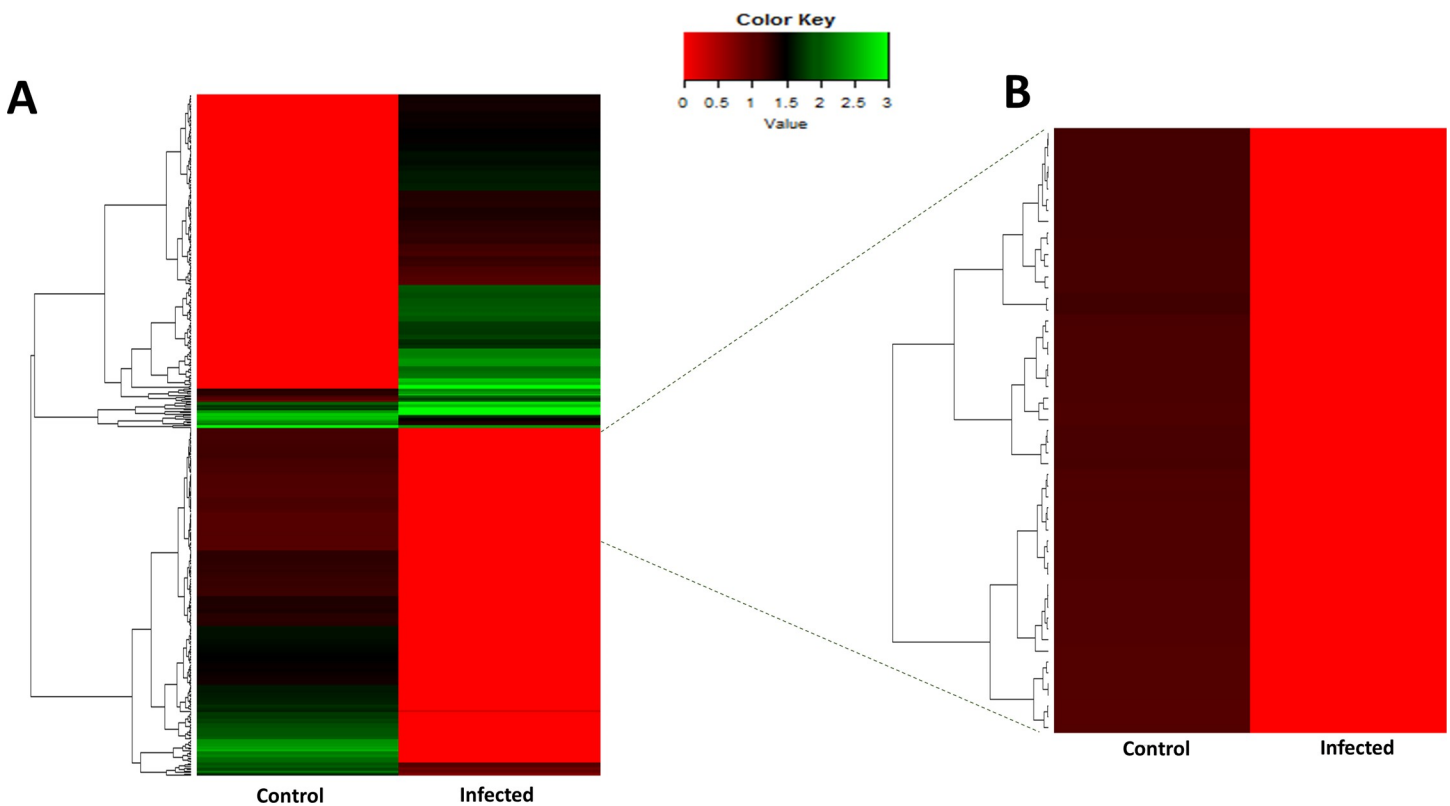 Color Key
A
B
0 0.5 1 1.5 2 2.5 3
Value
Control Infected
Control Infected